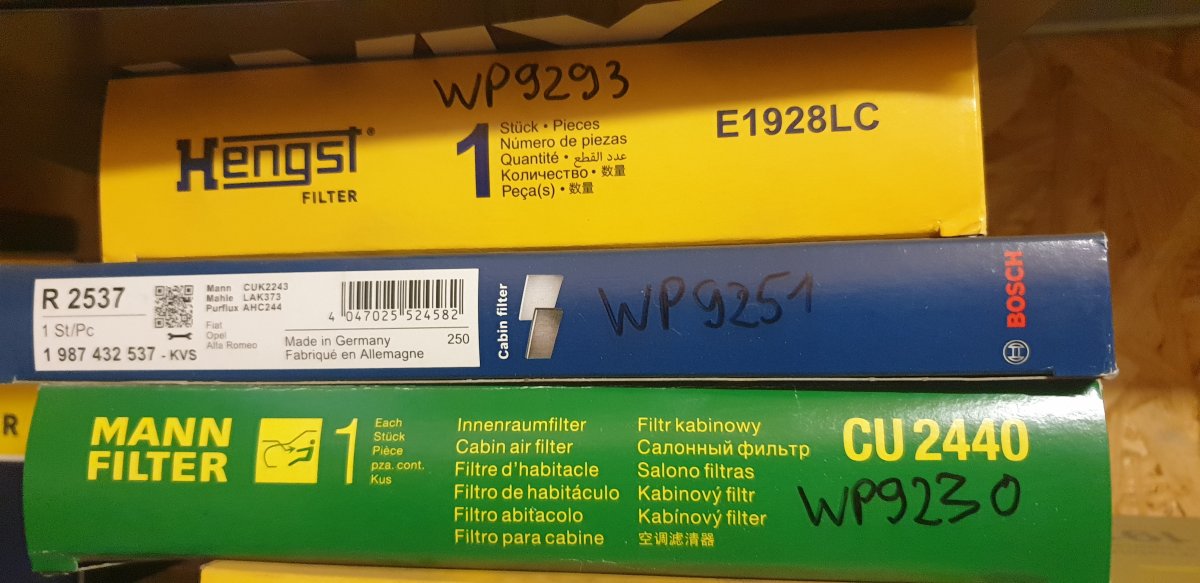 WP9293
Hengst
FILTER
1
Stück • Pieces
Número de piezas
Quantité • عدد القطع
Количество • 数量
Peça(s) • 数量
E1928LC
R 2537
1 St/Pc
1 987 432 537 - KVS
Mann CUK2243
Mahle LAK373
Purflux AHC244
Fiat
Opel
Alfa Romeo
4 047025 524582
Made in Germany
Fabriqué en Allemagne
250
Cabin filter
WP9251
BOSCH
R
MANN
FILTER
1
Each
Stück
Pièce
pza. cont.
Kus
Innenraumfilter
Cabin air filter
Filtre d'habitacle
Filtro de habitáculo
Filtro abitacolo
Filtro para cabine
Filtr kabinowy
Салонный фильтр
Salono filtras
Kabinový filtr
Kabínový filter
空调滤清器
CU 2440
WP9230